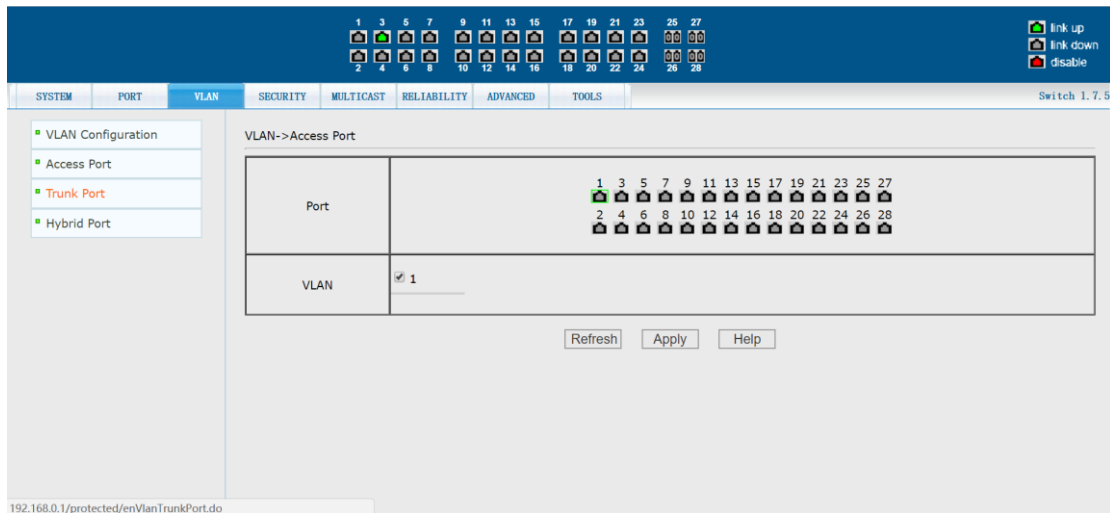 1 3 5 7 9 11 13 15 17 19 21 23 25 27
2 4 6 8 10 12 14 16 18 20 22 24 26 28
link up
link down
disable
SYSTEM PORT VLAN SECURITY MULTICAST RELIABILITY ADVANCED TOOLS Switch 1.7.5
VLAN Configuration
Access Port
Trunk Port
Hybrid Port
VLAN->Access Port
Port
1 3 5 7 9 11 13 15 17 19 21 23 25 27
2 4 6 8 10 12 14 16 18 20 22 24 26 28
VLAN
1
Refresh Apply Help
192.168.0.1/protected/enVlanTrunkPort.do